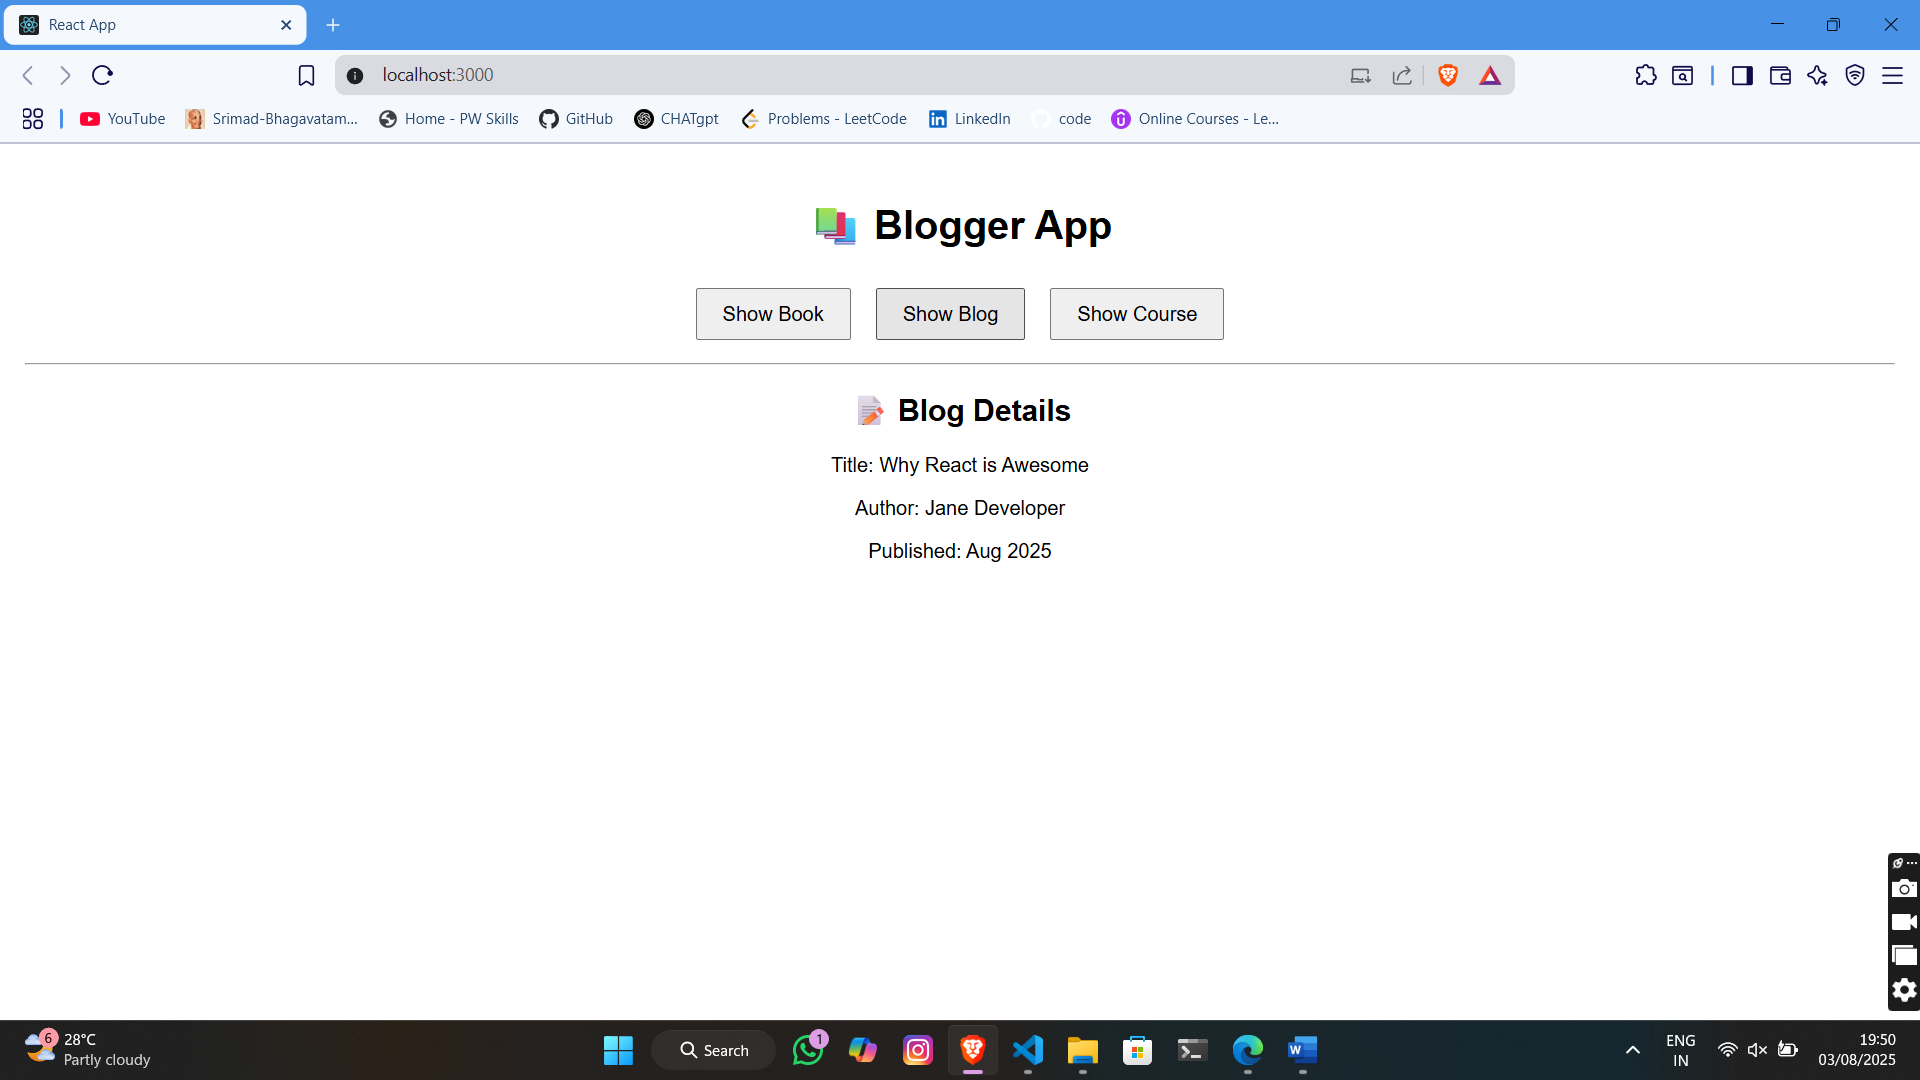 React App
localhost:3000
YouTube Srimad-Bhagavatam... Home - PW Skills GitHub CHATgpt Problems - LeetCode LinkedIn code Online Courses - Le...
📚 Blogger App
Show Book Show Blog Show Course
📝 Blog Details
Title: Why React is Awesome
Author: Jane Developer
Published: Aug 2025
6 28°C
Partly cloudy
Search
1
W
ENG
IN
19:50
03/08/2025